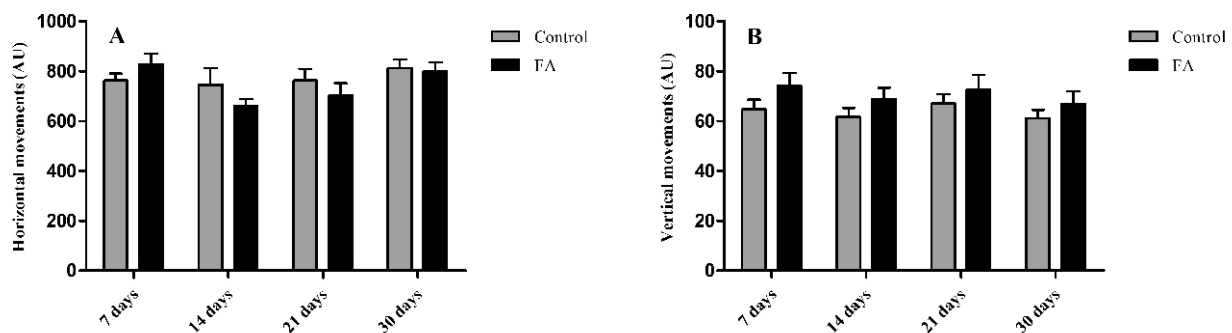 A
Horizontal movements (AU)
1000
800
600
400
200
0
7 days
14 days
21 days
30 days
Control
FA
B
Vertical movements (AU)
100
80
60
40
20
0
7 days
14 days
21 days
30 days
Control
FA